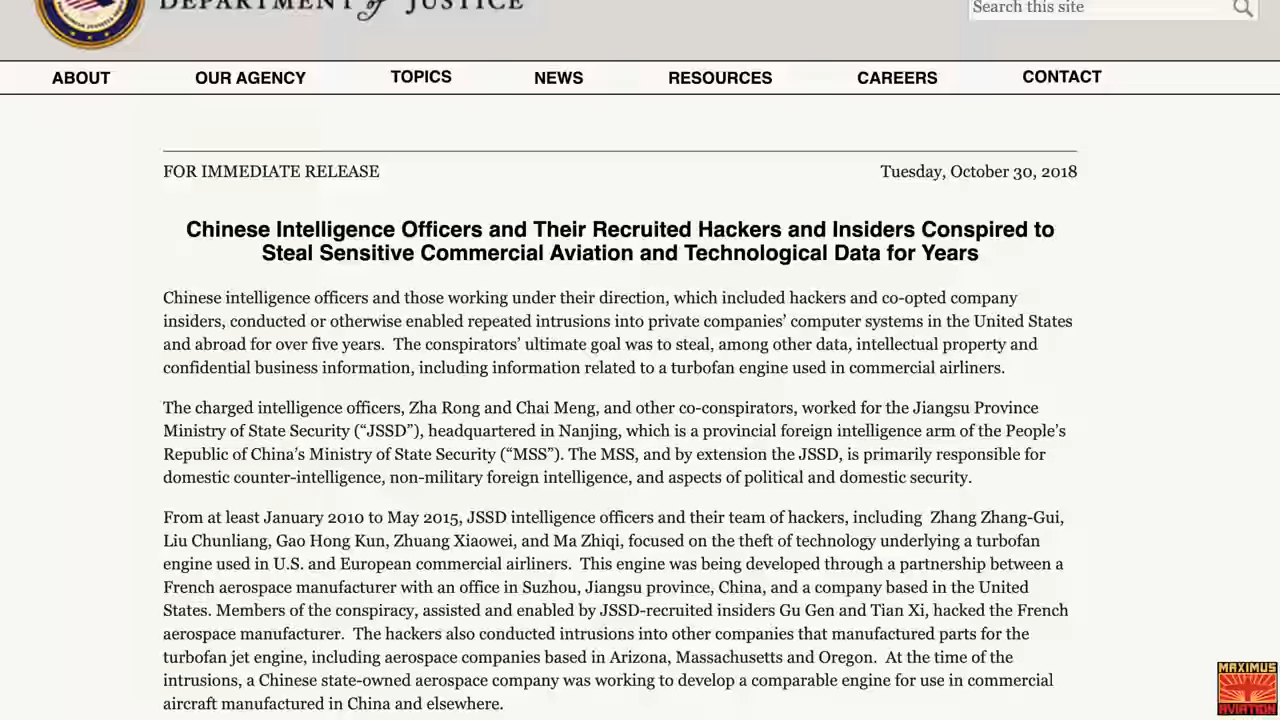 DEPARTMENT of JUSTICE
Search this site
ABOUT OUR AGENCY TOPICS NEWS RESOURCES CAREERS CONTACT
FOR IMMEDIATE RELEASE
Tuesday, October 30, 2018
Chinese Intelligence Officers and Their Recruited Hackers and Insiders Conspired to
Steal Sensitive Commercial Aviation and Technological Data for Years
Chinese intelligence officers and those working under their direction, which included hackers and co-opted company
insiders, conducted or otherwise enabled repeated intrusions into private companies’ computer systems in the United States
and abroad for over five years.  The conspirators’ ultimate goal was to steal, among other data, intellectual property and
confidential business information, including information related to a turbofan engine used in commercial airliners.
The charged intelligence officers, Zha Rong and Chai Meng, and other co-conspirators, worked for the Jiangsu Province
Ministry of State Security (“JSSD”), headquartered in Nanjing, which is a provincial foreign intelligence arm of the People’s
Republic of China’s Ministry of State Security (“MSS”). The MSS, and by extension the JSSD, is primarily responsible for
domestic counter-intelligence, non-military foreign intelligence, and aspects of political and domestic security.
From at least January 2010 to May 2015, JSSD intelligence officers and their team of hackers, including  Zhang Zhang-Gui,
Liu Chunliang, Gao Hong Kun, Zhuang Xiaowei, and Ma Zhiqi, focused on the theft of technology underlying a turbofan
engine used in U.S. and European commercial airliners.  This engine was being developed through a partnership between a
French aerospace manufacturer with an office in Suzhou, Jiangsu province, China, and a company based in the United
States. Members of the conspiracy, assisted and enabled by JSSD-recruited insiders Gu Gen and Tian Xi, hacked the French
aerospace manufacturer.  The hackers also conducted intrusions into other companies that manufactured parts for the
turbofan jet engine, including aerospace companies based in Arizona, Massachusetts and Oregon.  At the time of the
intrusions, a Chinese state-owned aerospace company was working to develop a comparable engine for use in commercial
aircraft manufactured in China and elsewhere.
MAXIMUS
AVIATION